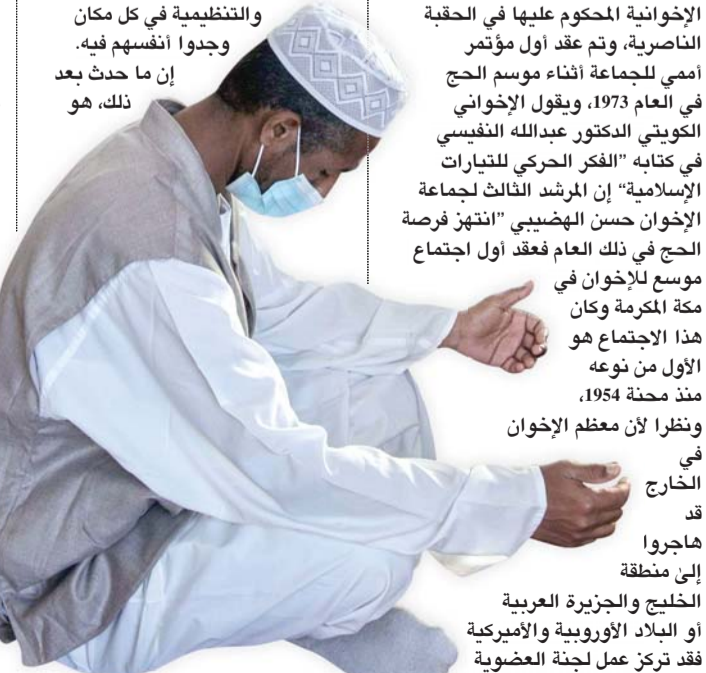 الإخوانية المحكوم عليها في الحقبة
الناصرية، وتم عقد أول مؤتمر
أممي للجماعة أثناء موسم الحج
في العام 1973، ويقول الإخواني
الكويتي الدكتور عبدالله النفيسي
في كتابه ”الفكر الحركي للتيارات
الإسلامية“ إن المرشد الثالث لجماعة
الإخوان حسن الهضيبي ”انتهز فرصة
الحج في ذلك العام فعقد أول اجتماع
موسع للإخوان في
مكة المكرمة وكان
هذا الاجتماع هو
الأول من نوعه
منذ محنة 1954،
ونظرا لأن معظم الإخوان
في
الخارج
قد
هاجروا
إلىٰ منطقة
الخليج والجزيرة العربية
أو البلاد الأوروبية والأميركية
فقد تركز عمل لجنة العضوية
والتنظيمية في كل مكان
وجدوا أنفسهم فيه.
إن ما حدث بعد
ذلك، هو